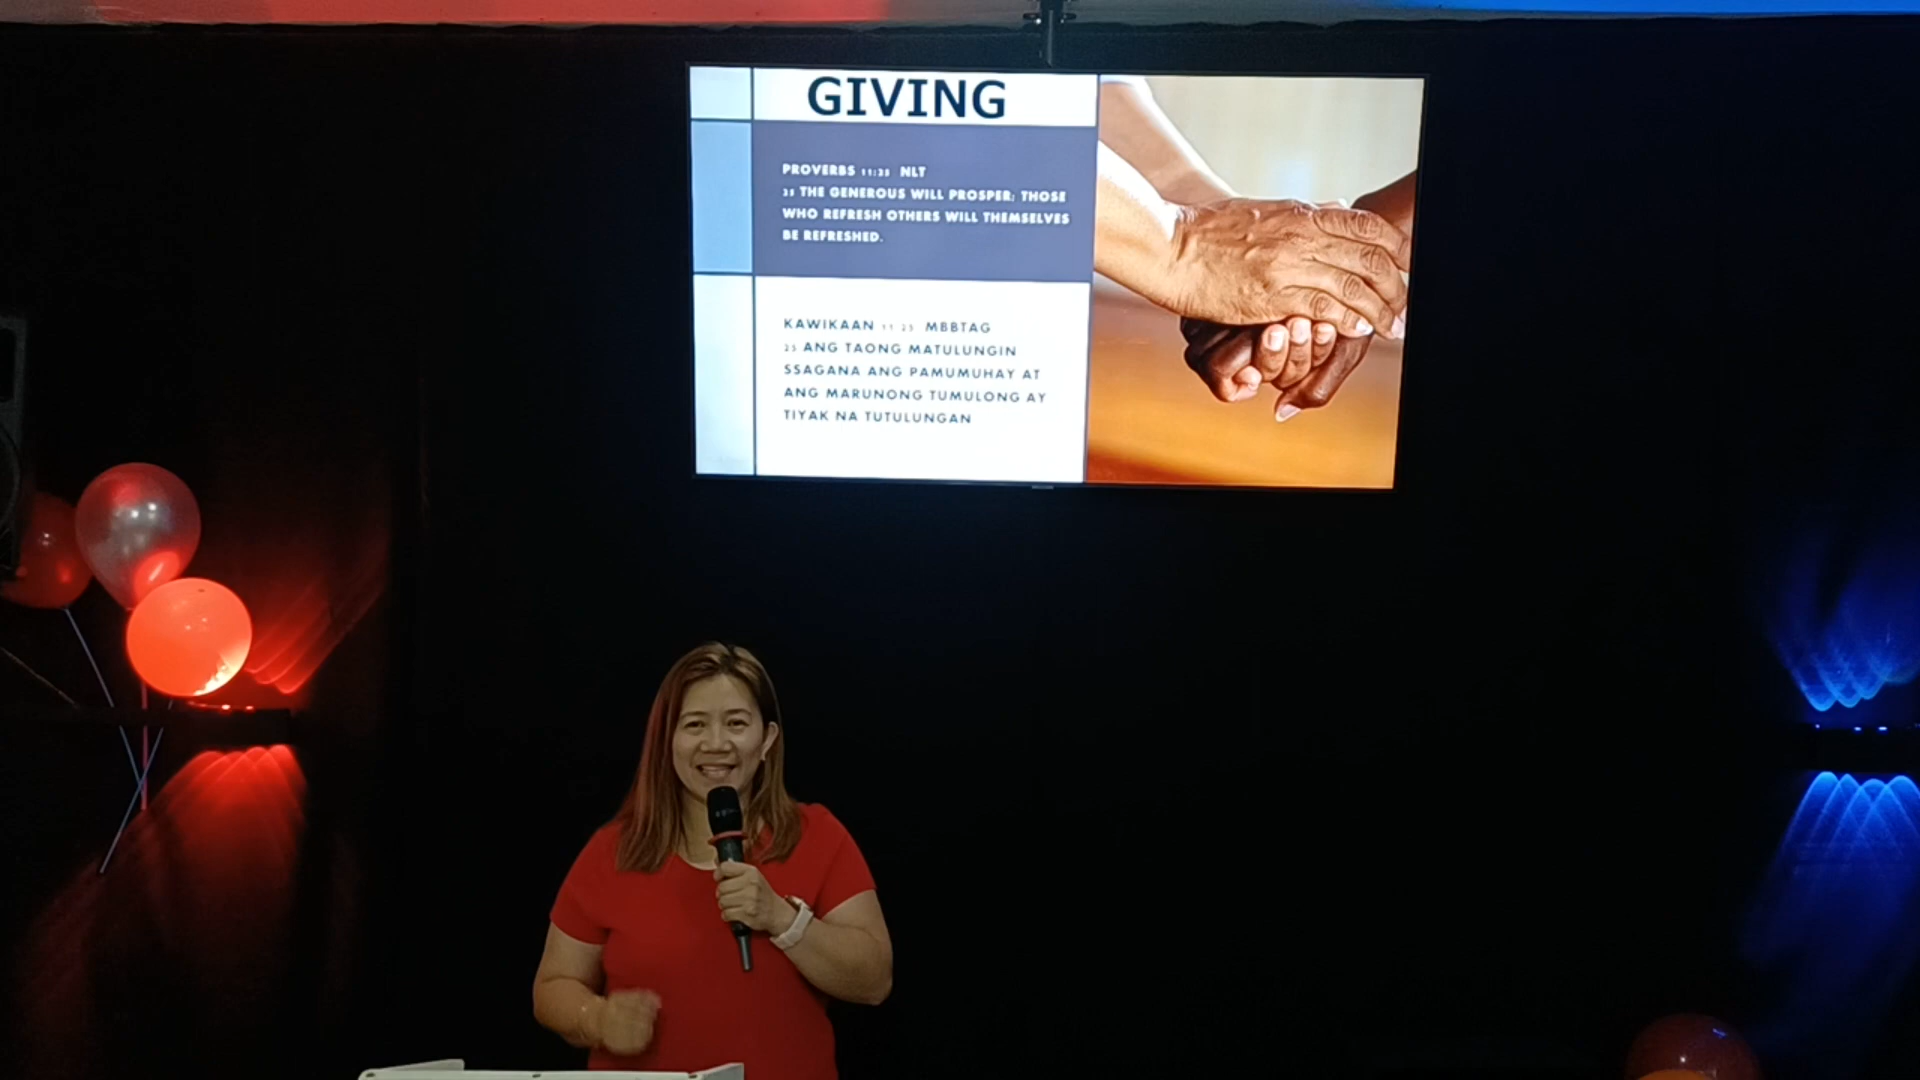 GIVING
PROVERBS 11:25 NLT
25 THE GENEROUS WILL PROSPER; THOSE
WHO REFRESH OTHERS WILL THEMSELVES
BE REFRESHED.
KAWIKAAN 11:25 MBBTAG
25 ANG TAONG MATULUNGIN
SSAGANA ANG PAMUMUHAY AT
ANG MARUNONG TUMULONG AY
TIYAK NA TUTULUNGAN